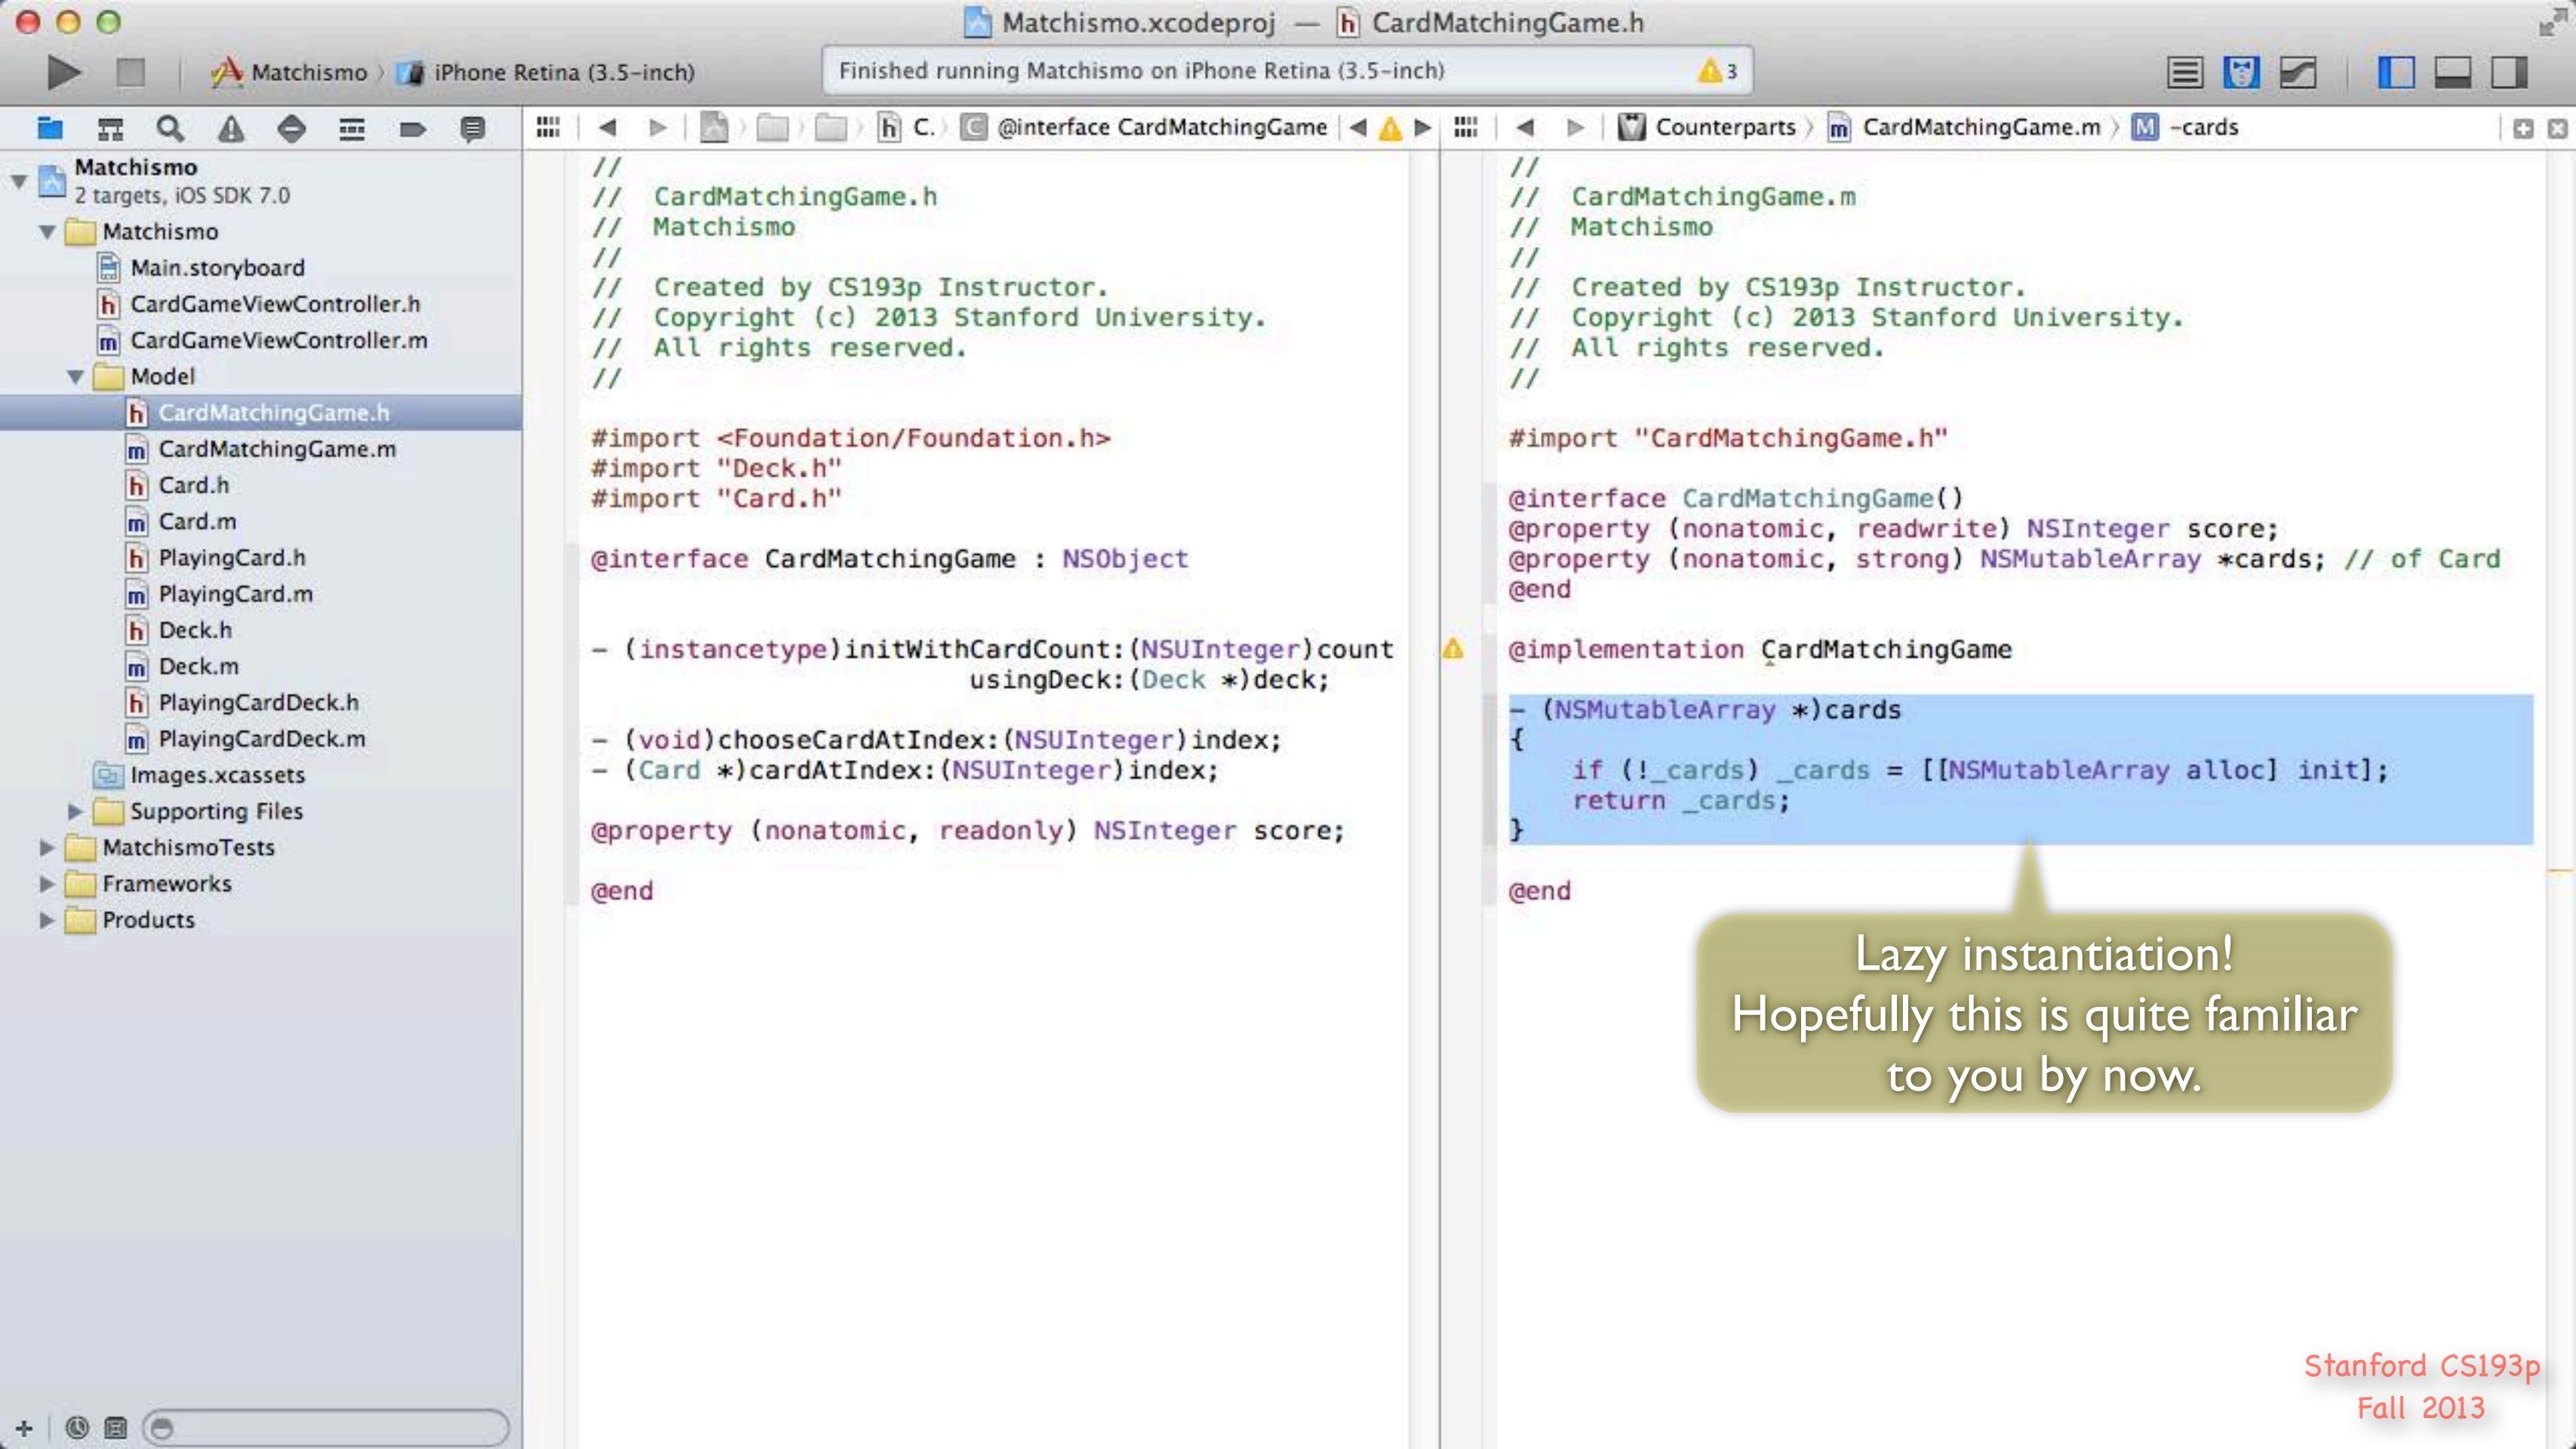 Matchismo.xcodeproj — h CardMatchingGame.h
Matchismo 〉 iPhone Retina (3.5-inch)
Finished running Matchismo on iPhone Retina (3.5-inch)
3
h C. 〉 C @interface CardMatchingGame
Counterparts 〉 m CardMatchingGame.m 〉 M -cards
Matchismo
2 targets, iOS SDK 7.0
Matchismo
Main.storyboard
h CardGameViewController.h
m CardGameViewController.m
Model
h CardMatchingGame.h
m CardMatchingGame.m
h Card.h
m Card.m
h PlayingCard.h
m PlayingCard.m
h Deck.h
m Deck.m
h PlayingCardDeck.h
m PlayingCardDeck.m
Images.xcassets
Supporting Files
MatchismoTests
Frameworks
Products
//
//  CardMatchingGame.h
//  Matchismo
//
//  Created by CS193p Instructor.
//  Copyright (c) 2013 Stanford University.
//  All rights reserved.
//
#import <Foundation/Foundation.h>
#import "Deck.h"
#import "Card.h"
@interface CardMatchingGame : NSObject
- (instancetype)initWithCardCount:(NSUInteger)count
usingDeck:(Deck *)deck;
- (void)chooseCardAtIndex:(NSUInteger)index;
- (Card *)cardAtIndex:(NSUInteger)index;
@property (nonatomic, readonly) NSInteger score;
@end
//
//  CardMatchingGame.m
//  Matchismo
//
//  Created by CS193p Instructor.
//  Copyright (c) 2013 Stanford University.
//  All rights reserved.
//
#import "CardMatchingGame.h"
@interface CardMatchingGame()
@property (nonatomic, readwrite) NSInteger score;
@property (nonatomic, strong) NSMutableArray *cards; // of Card
@end
@implementation CardMatchingGame
- (NSMutableArray *)cards
{
if (!_cards) _cards = [[NSMutableArray alloc] init];
return _cards;
}
@end
Lazy instantiation!
Hopefully this is quite familiar
to you by now.
Stanford CS193p
Fall 2013